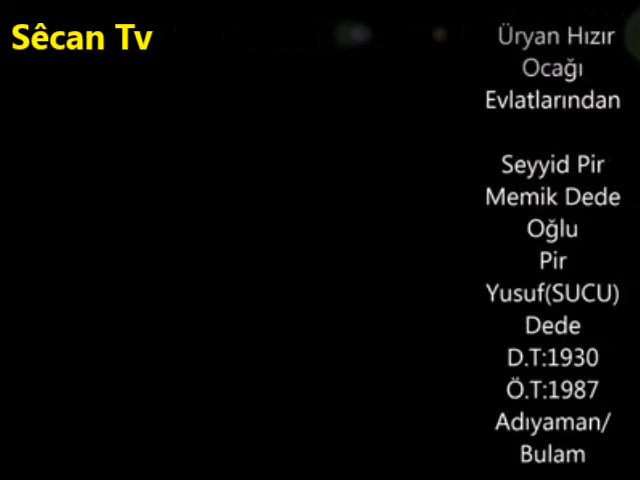 Sêcan Tv
Üryan Hızır
Ocağı
Evlatlarından
Seyyid Pir
Memik Dede
Oğlu
Pir
Yusuf(SUCU)
Dede
D.T:1930
Ö.T:1987
Adıyaman/
Bulam